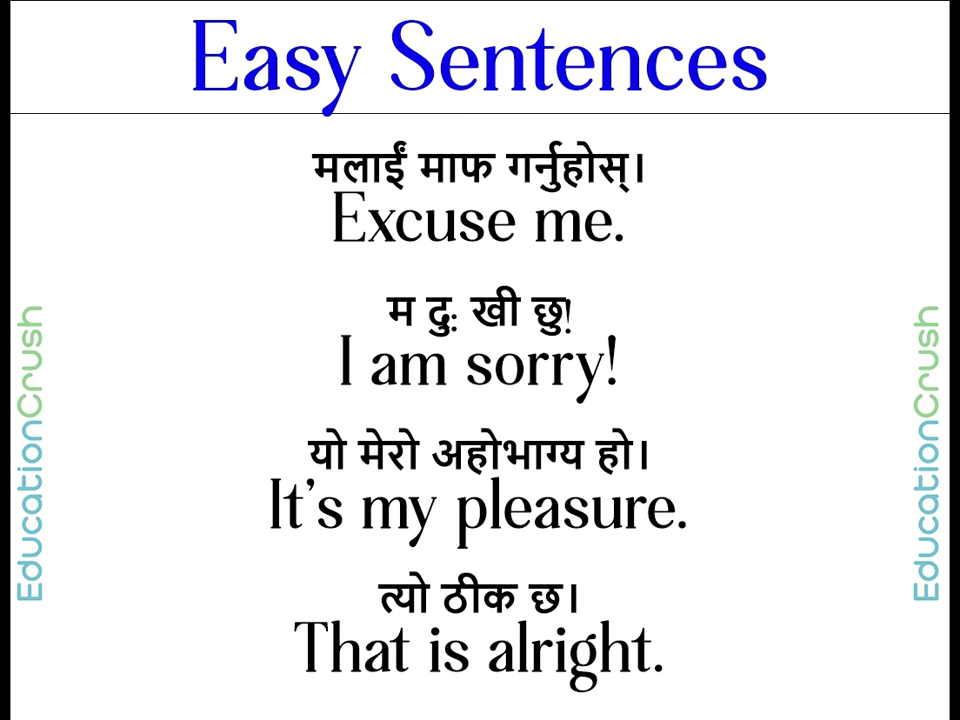 Easy Sentences
मलाईं माफ गर्नुहोस्।
Excuse me.
म दु: खी छु!
I am sorry!
यो मेरो अहोभाग्य हो।
It's my pleasure.
त्यो ठीक छ।
That is alright.
EducationCrush
EducationCrush